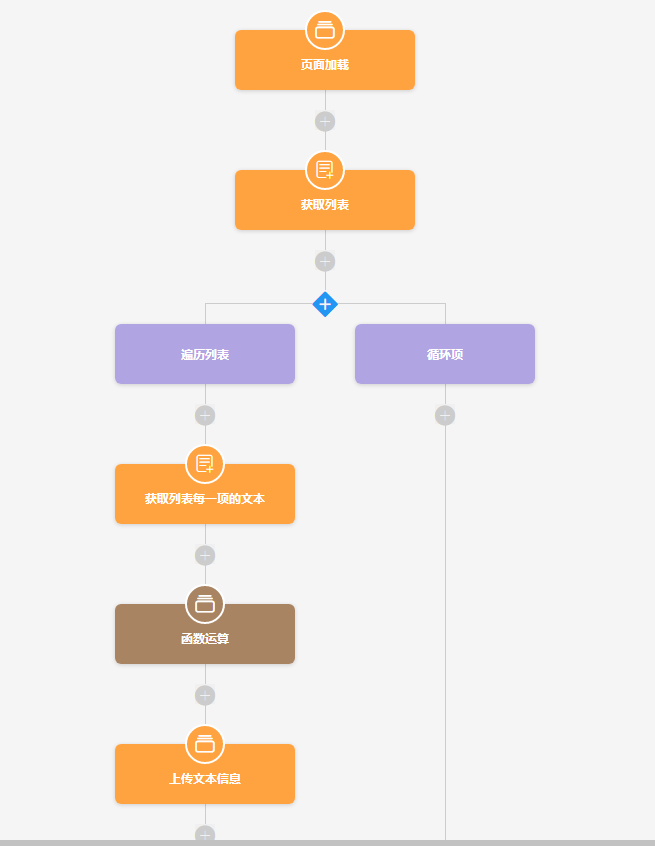 页面加载
获取列表
遍历列表
循环项
获取列表每一项的文本
函数运算
上传文本信息